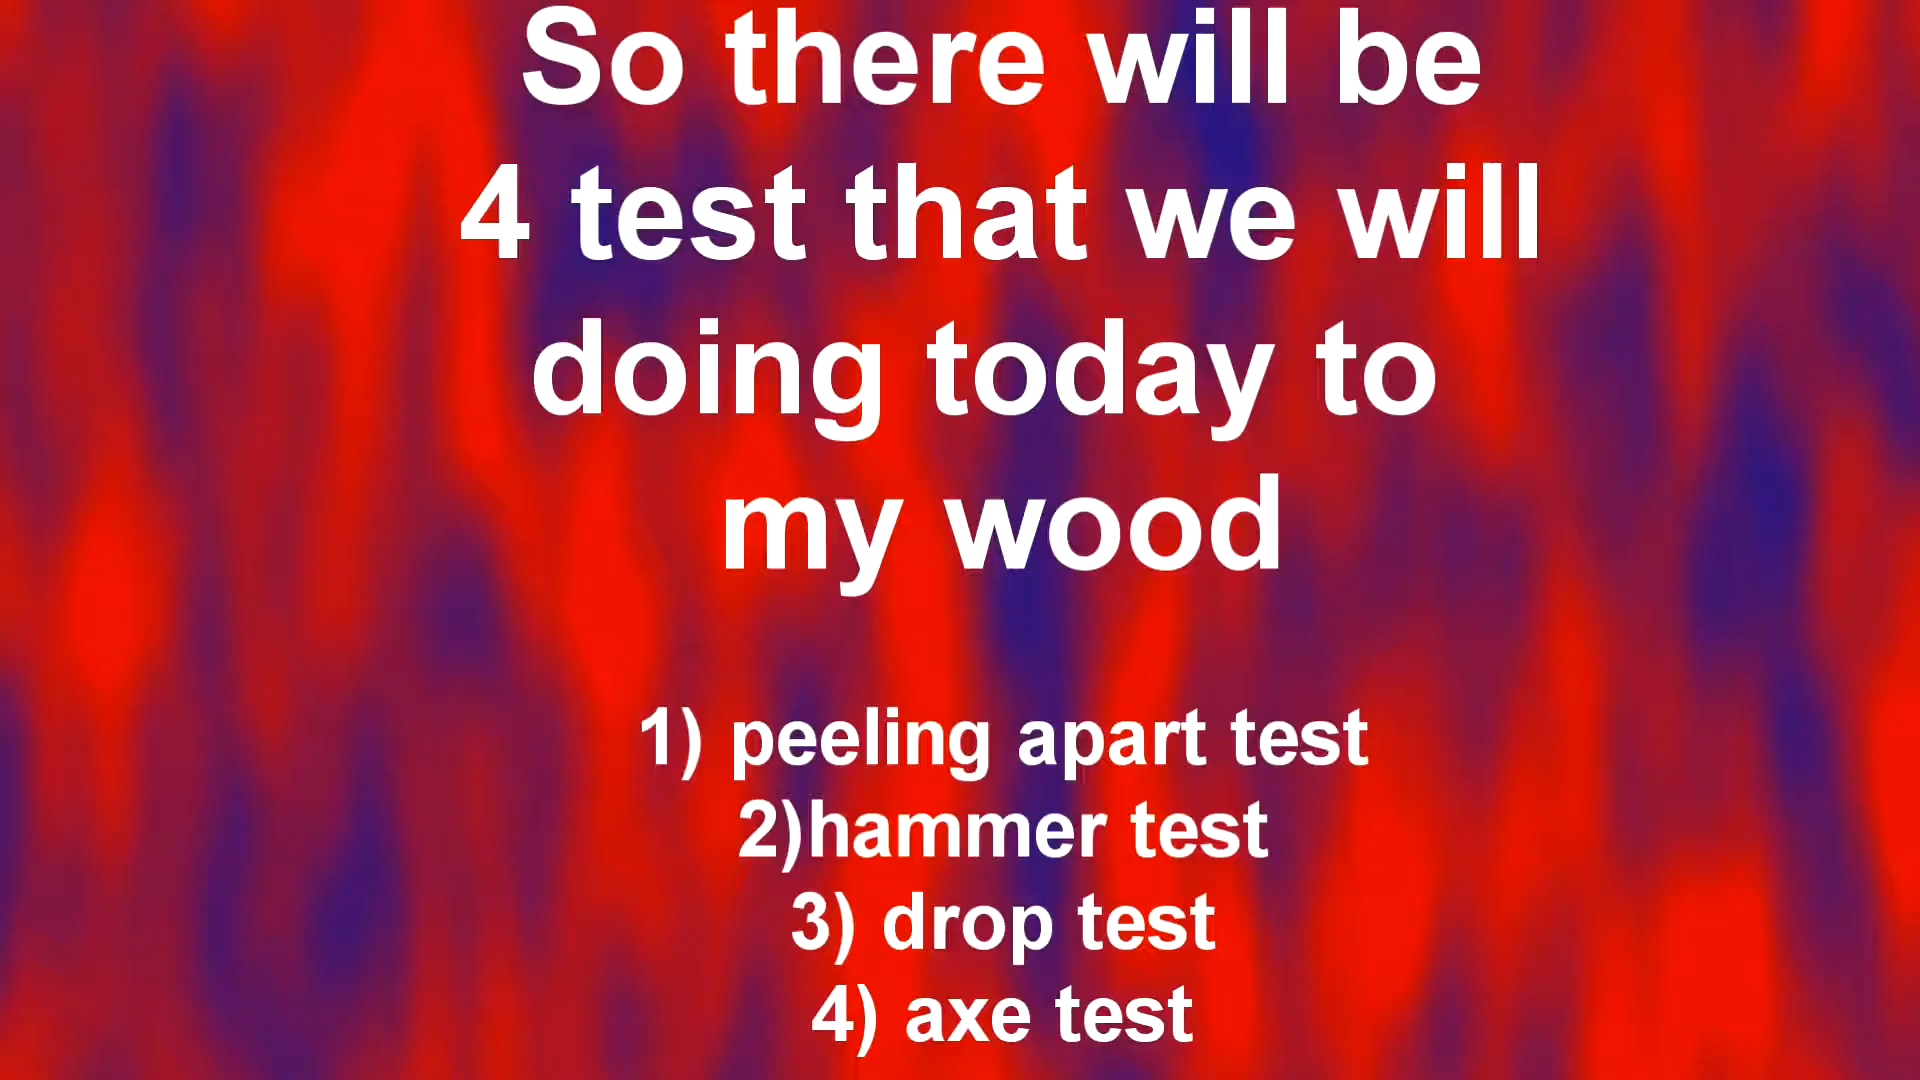 So there will be
4 test that we will
doing today to
my wood
1) peeling apart test
2)hammer test
3) drop test
4) axe test